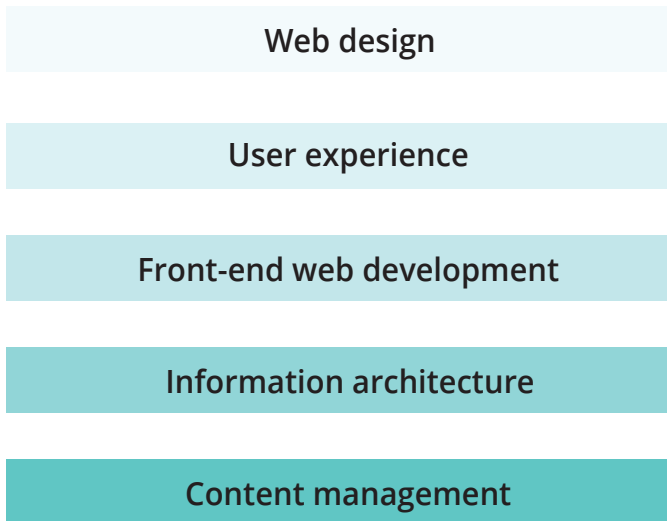 Web design
User experience
Front-end web development
Information architecture
Content management